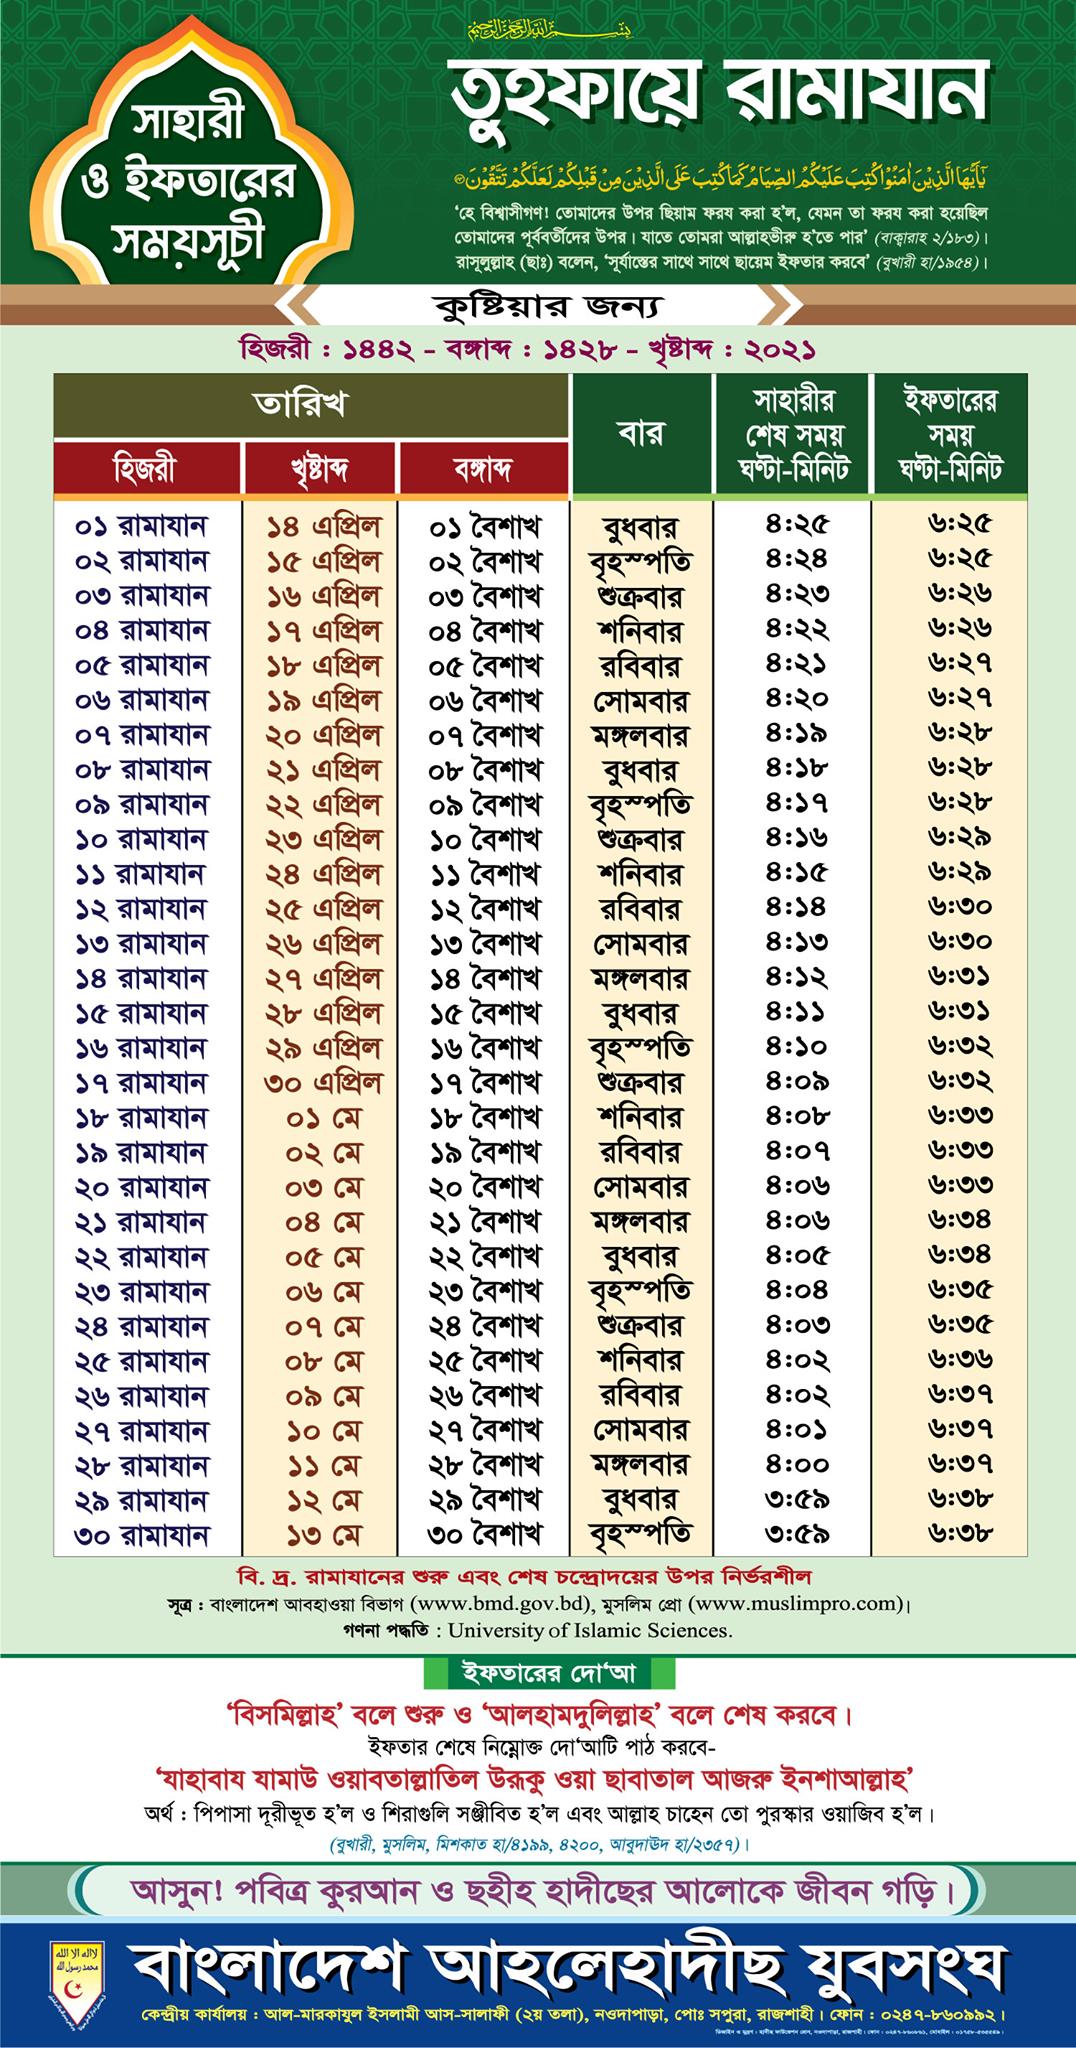 بِسْمِ اللهِ الرَّحْمٰنِ الرَّحِيْمِ
সাহারী
ও ইফতারের
সময়সূচী
তুহফায়ে রামাযান
يٰٓاَيُّهَا الَّذِيْنَ اٰمَنُوْا كُتِبَ عَلَيْكُمُ الصِّيَامُ كَمَا كُتِبَ عَلَى الَّذِيْنَ مِنْ قَبْلِكُمْ لَعَلَّكُمْ تَتَّقُوْنَ
‘হে বিশ্বাসীগণ! তোমাদের উপর ছিয়াম ফরয করা হ’ল, যেমন তা ফরয করা হয়েছিল
তোমাদের পূর্ববর্তীদের উপর। যাতে তোমরা আল্লাহভীরু হ’তে পার’ (বাক্বারাহ ২/১৮৩)।
রাসূলুল্লাহ (ছাঃ) বলেন, ‘সূর্যাস্তের সাথে সাথে ছায়েম ইফতার করবে’ (বুখারী হা/১৯৫৪)।
কুষ্টিয়ার জন্য
হিজরী : ১৪৪২ - বঙ্গাব্দ : ১৪২৮ - খৃষ্টাব্দ : ২০২১
তারিখ বার সাহারীর শেষ সময় ঘণ্টা-মিনিট ইফতারের সময় ঘণ্টা-মিনিট
হিজরী খৃষ্টাব্দ বঙ্গাব্দ
০১ রামাযান ১৪ এপ্রিল ০১ বৈশাখ বুধবার ৪:২৫ ৬:২৫
০২ রামাযান ১৫ এপ্রিল ০২ বৈশাখ বৃহস্পতি ৪:২৪ ৬:২৫
০৩ রামাযান ১৬ এপ্রিল ০৩ বৈশাখ শুক্রবার ৪:২৩ ৬:২৬
০৪ রামাযান ১৭ এপ্রিল ০৪ বৈশাখ শনিবার ৪:২২ ৬:২৬
০৫ রামাযান ১৮ এপ্রিল ০৫ বৈশাখ রবিবার ৪:২১ ৬:২৭
০৬ রামাযান ১৯ এপ্রিল ০৬ বৈশাখ সোমবার ৪:২০ ৬:২৭
০৭ রামাযান ২০ এপ্রিল ০৭ বৈশাখ মঙ্গলবার ৪:১৯ ৬:২৮
০৮ রামাযান ২১ এপ্রিল ০৮ বৈশাখ বুধবার ৪:১৮ ৬:২৮
০৯ রামাযান ২২ এপ্রিল ০৯ বৈশাখ বৃহস্পতি ৪:১৭ ৬:২৮
১০ রামাযান ২৩ এপ্রিল ১০ বৈশাখ শুক্রবার ৪:১৬ ৬:২৯
১১ রামাযান ২৪ এপ্রিল ১১ বৈশাখ শনিবার ৪:১৫ ৬:২৯
১২ রামাযান ২৫ এপ্রিল ১২ বৈশাখ রবিবার ৪:১৪ ৬:৩০
১৩ রামাযান ২৬ এপ্রিল ১৩ বৈশাখ সোমবার ৪:১৩ ৬:৩০
১৪ রামাযান ২৭ এপ্রিল ১৪ বৈশাখ মঙ্গলবার ৪:১২ ৬:৩১
১৫ রামাযান ২৮ এপ্রিল ১৫ বৈশাখ বুধবার ৪:১১ ৬:৩১
১৬ রামাযান ২৯ এপ্রিল ১৬ বৈশাখ বৃহস্পতি ৪:১০ ৬:৩২
১৭ রামাযান ৩০ এপ্রিল ১৭ বৈশাখ শুক্রবার ৪:০৯ ৬:৩২
১৮ রামাযান ০১ মে ১৮ বৈশাখ শনিবার ৪:০৮ ৬:৩৩
১৯ রামাযান ০২ মে ১৯ বৈশাখ রবিবার ৪:০৭ ৬:৩৩
২০ রামাযান ০৩ মে ২০ বৈশাখ সোমবার ৪:০৬ ৬:৩৩
২১ রামাযান ০৪ মে ২১ বৈশাখ মঙ্গলবার ৪:০৬ ৬:৩৪
২২ রামাযান ০৫ মে ২২ বৈশাখ বুধবার ৪:০৫ ৬:৩৪
২৩ রামাযান ০৬ মে ২৩ বৈশাখ বৃহস্পতি ৪:০৪ ৬:৩৫
২৪ রামাযান ০৭ মে ২৪ বৈশাখ শুক্রবার ৪:০৩ ৬:৩৫
২৫ রামাযান ০৮ মে ২৫ বৈশাখ শনিবার ৪:০২ ৬:৩৬
২৬ রামাযান ০৯ মে ২৬ বৈশাখ রবিবার ৪:০২ ৬:৩৭
২৭ রামাযান ১০ মে ২৭ বৈশাখ সোমবার ৪:০১ ৬:৩৭
২৮ রামাযান ১১ মে ২৮ বৈশাখ মঙ্গলবার ৪:০০ ৬:৩৭
২৯ রামাযান ১২ মে ২৯ বৈশাখ বুধবার ৩:৫৯ ৬:৩৮
৩০ রামাযান ১৩ মে ৩০ বৈশাখ বৃহস্পতি ৩:৫৯ ৬:৩৮
বি. দ্র. রামাযানের শুরু এবং শেষ চন্দ্রোদয়ের উপর নির্ভরশীল
সূত্র : বাংলাদেশ আবহাওয়া বিভাগ (www.bmd.gov.bd), মুসলিম প্রো (www.muslimpro.com)।
গণনা পদ্ধতি : University of Islamic Sciences.
ইফতারের দো‘আ
‘বিসমিল্লাহ’ বলে শুরু ও ‘আলহামদুলিল্লাহ’ বলে শেষ করবে।
ইফতার শেষে নিম্নোক্ত দো‘আটি পাঠ করবে-
‘যাহাবায যামাউ ওয়াবতাল্লাতিল উরূকু ওয়া ছাবাতাল আজরু ইনশাআল্লাহ’
অর্থ : পিপাসা দূরীভূত হ’ল ও শিরাগুলি সঞ্জীবিত হ’ল এবং আল্লাহ চাহেন তো পুরস্কার ওয়াজিব হ’ল।
(বুখারী, মুসলিম, মিশকাত হা/৪১৯৯, ৪২০০, আবুদাঊদ হা/২৩৫৭)।
আসুন! পবিত্র কুরআন ও ছহীহ হাদীছের আলোকে জীবন গড়ি।
لا اله الا الله
محمد رسول الله
বাংলাদেশ আহলেহাদীছ যুবসংঘ
কেন্দ্রীয় কার্যালয় : আল-মারকাযুল ইসলামী আস-সালাফী (২য় তলা), নওদাপাড়া, পোঃ সপুরা, রাজশাহী। ফোন : ০২৪৭-৮৬০৯৯২।